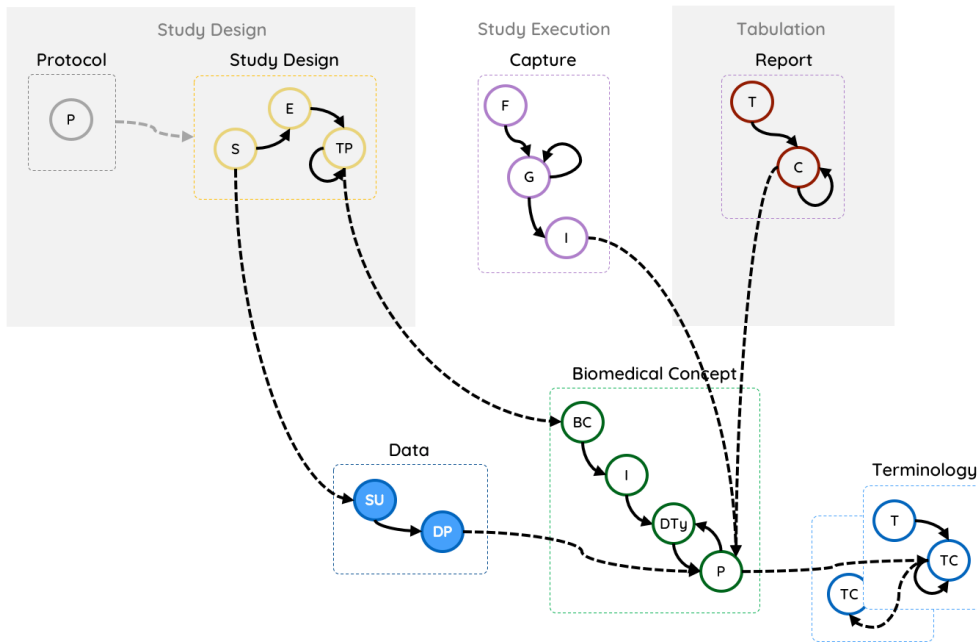 Study Design
Study Execution
Tabulation
Protocol
Study Design
Capture
Report
P
S
E
TP
F
G
I
T
C
Biomedical Concept
BC
I
DTy
P
Data
SU
DP
Terminology
T
TC
TC